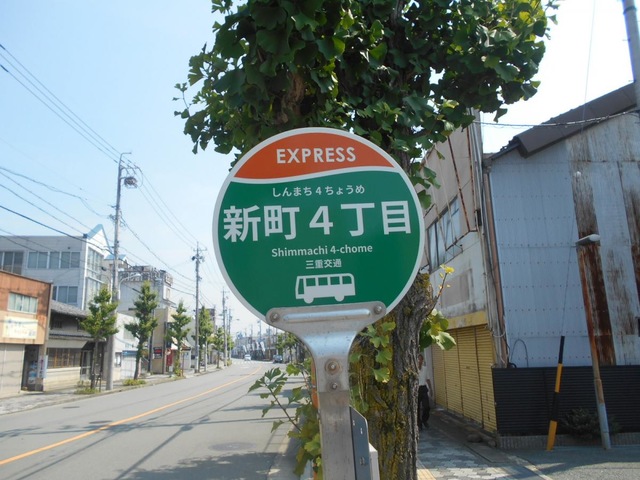 EXPRESS
しんまち4ちょうめ
新町4丁目
Shimmachi 4-chome
三重交通